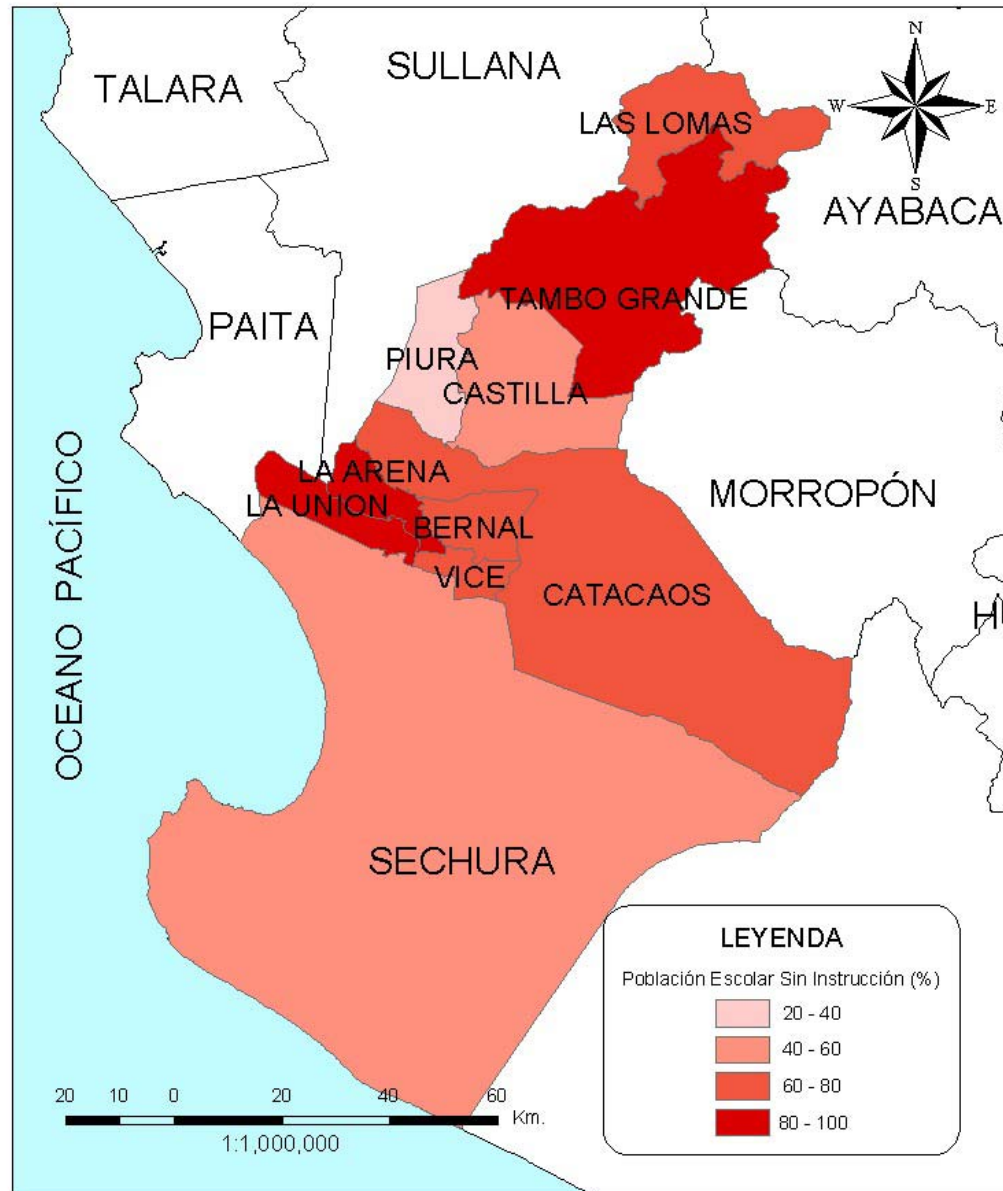 TALARA
SULLANA
N
W
E
S
LAS LOMAS
AYABACA
TAMBO GRANDE
PAITA
PIURA
CASTILLA
LA ARENA
LA UNION
BERNAL
VICE
MORROPÓN
CATACAOS
OCEANO PACÍFICO
SECHURA
LEYENDA
Población Escolar Sin Instrucción (%)
20 - 40
40 - 60
60 - 80
80 - 100
20 10 0 20 40 60
Km.
1:1,000,000